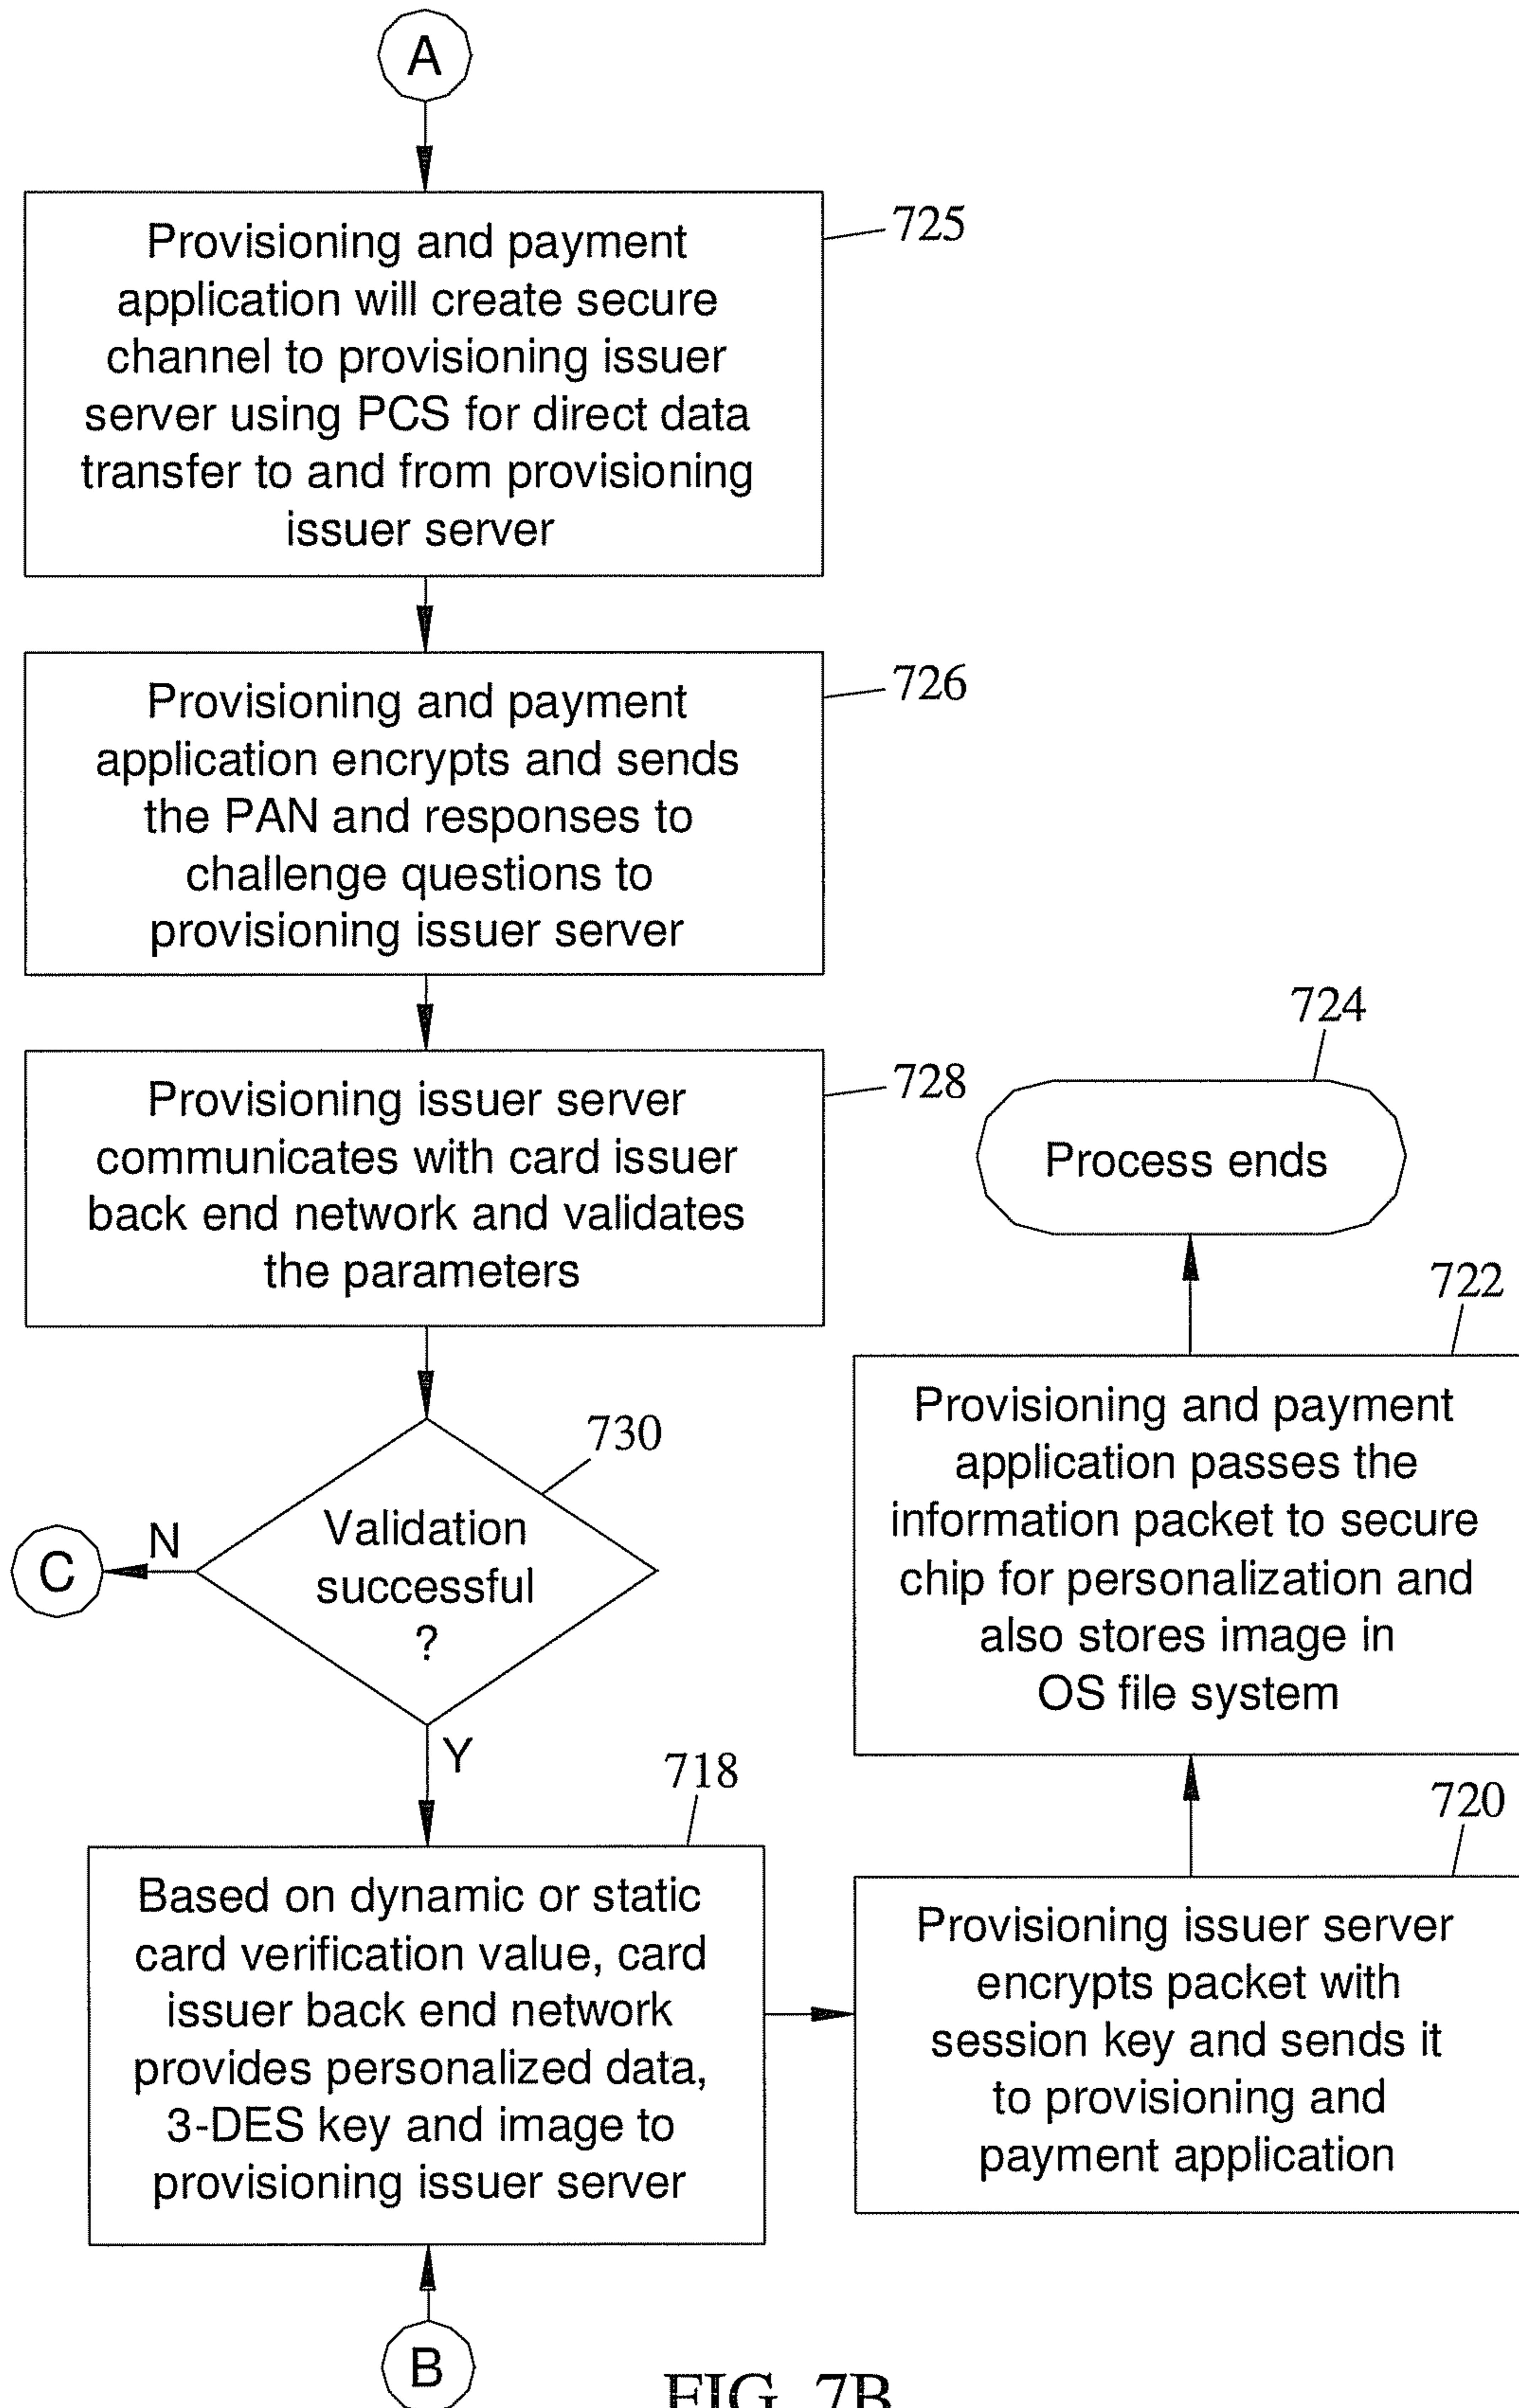 A
Provisioning and payment
application will create secure
channel to provisioning issuer
server using PCS for direct data
transfer to and from provisioning
issuer server
725
Provisioning and payment
application encrypts and sends
the PAN and responses to
challenge questions to
provisioning issuer server
726
Provisioning issuer server
communicates with card issuer
back end network and validates
the parameters
728
Validation
successful
?
730
N
C
Y
Based on dynamic or static
card verification value, card
issuer back end network
provides personalized data,
3-DES key and image to
provisioning issuer server
718
B
Provisioning issuer server
encrypts packet with
session key and sends it
to provisioning and
payment application
720
Provisioning and payment
application passes the
information packet to secure
chip for personalization and
also stores image in
OS file system
722
Process ends
724
FIG. 7B